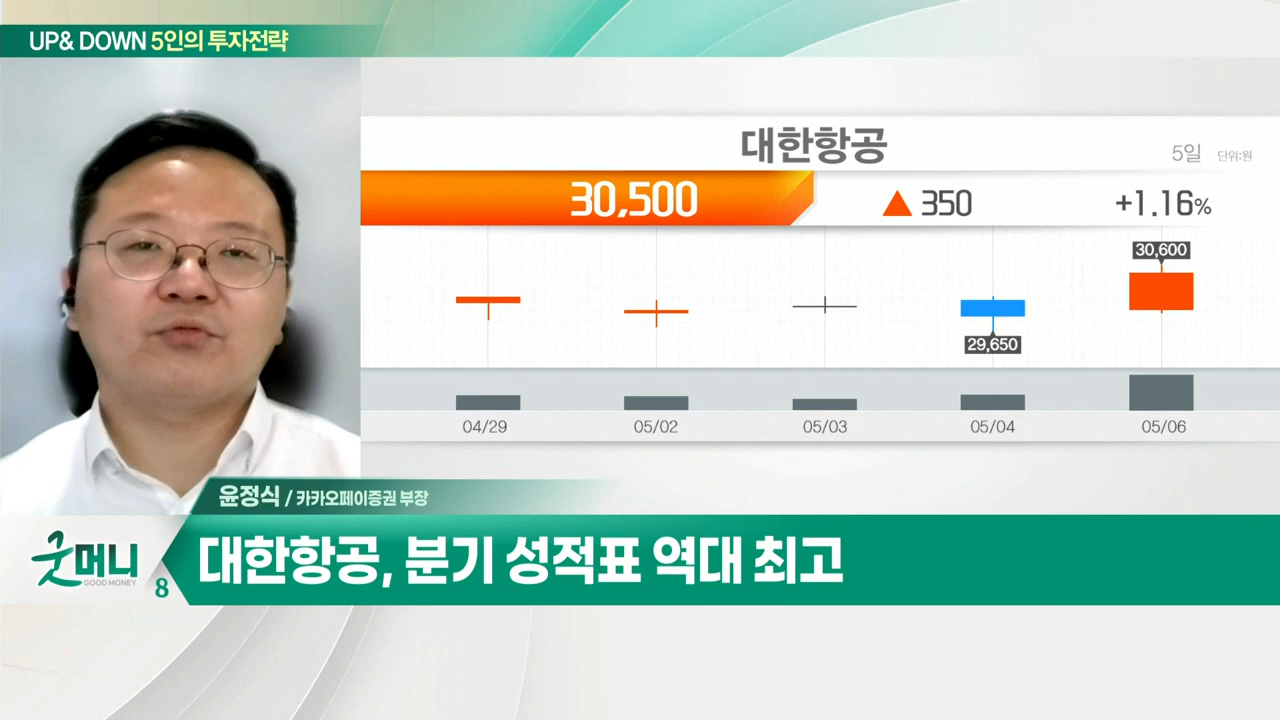 UP& DOWN 5인의 투자전략
대한항공
5일 단위:원
30,500 ▲ 350 +1.16%
30,600
29,650
04/29 05/02 05/03 05/04 05/06
윤정식 / 카카오페이증권 부장
굿머니
GOOD MONEY
8
대한항공, 분기 성적표 역대 최고